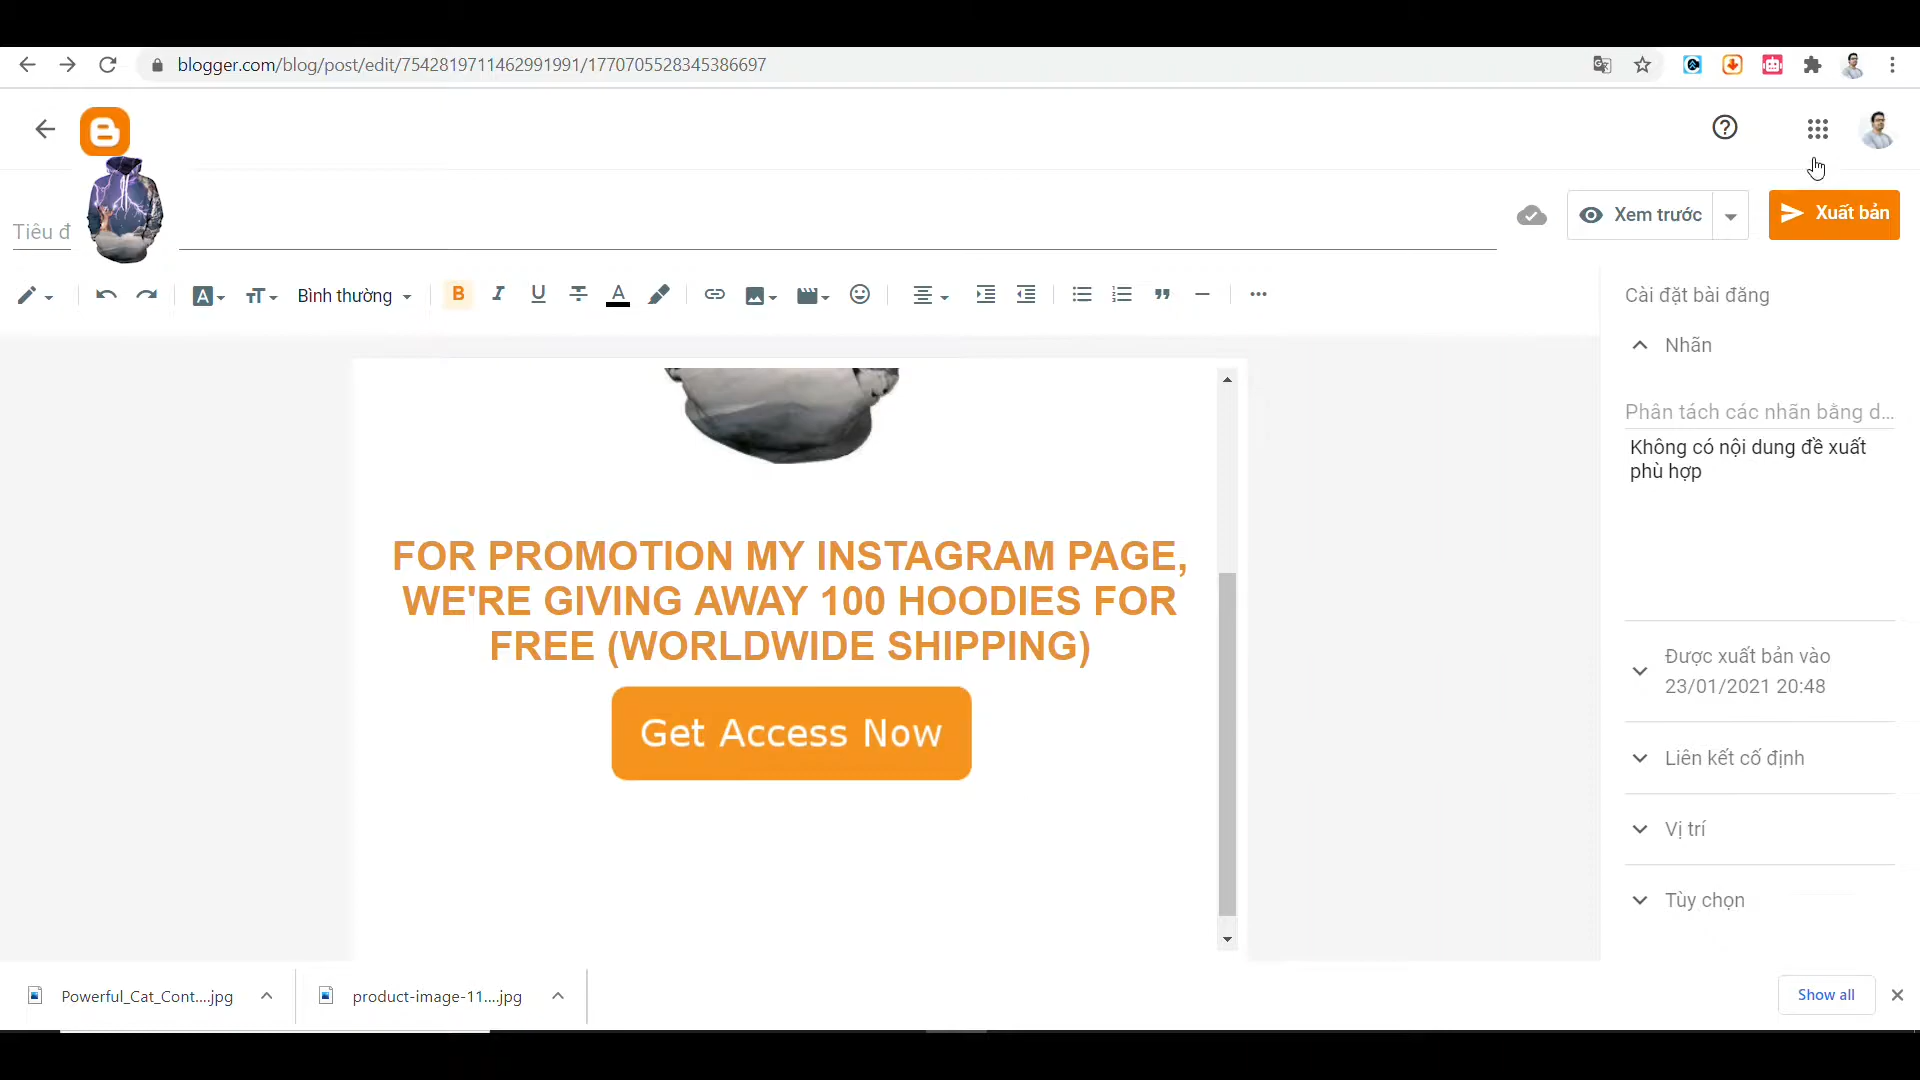 blogger.com/blog/post/edit/7542819711462991991/1770705528345386697
Tiêu đ
Xem trước
Xuất bản
Bình thường
Cài đặt bài đăng
Nhãn
Phân tách các nhãn bằng d...
Không có nội dung đề xuất
phù hợp
Được xuất bản vào
23/01/2021 20:48
Liên kết cố định
Vị trí
Tùy chọn
FOR PROMOTION MY INSTAGRAM PAGE,
WE'RE GIVING AWAY 100 HOODIES FOR
FREE (WORLDWIDE SHIPPING)
Get Access Now
Powerful_Cat_Cont....jpg
product-image-11....jpg
Show all